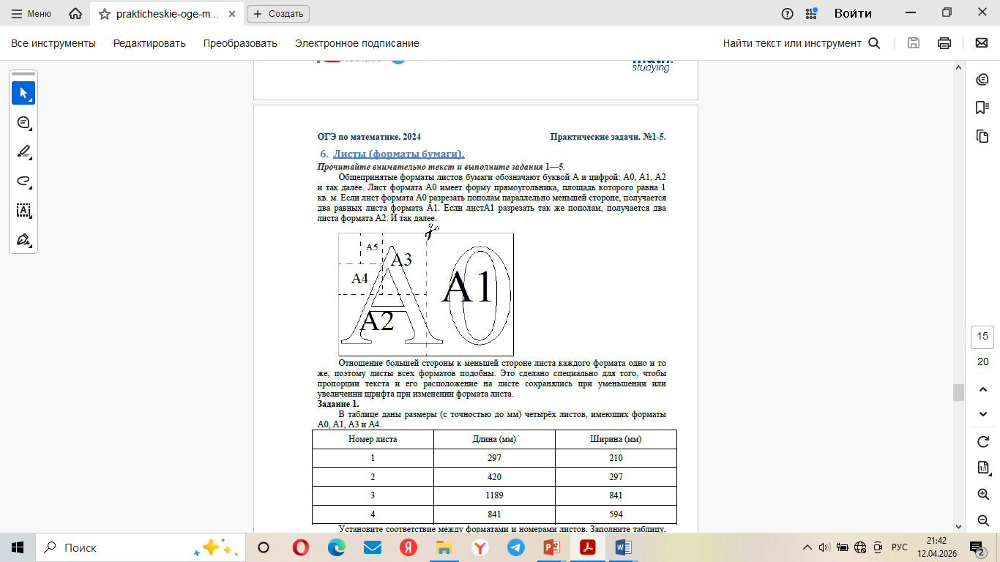 Меню
prakticheskie-oge-m...
Создать
Войти
Все инструменты
Редактировать
Преобразовать
Электронное подписание
Найти текст или инструмент
math.
studying
ОГЭ по математике. 2024
Практические задачи. №1-5.
6. Листы (форматы бумаги).
Прочитайте внимательно текст и выполните задания 1—5.
Общепринятые форматы листов бумаги обозначают буквой А и цифрой: А0, А1, А2
и так далее. Лист формата А0 имеет форму прямоугольника, площадь которого равна 1
кв. м. Если лист формата А0 разрезать пополам параллельно меньшей стороне, получается
два равных листа формата А1. Если листА1 разрезать так же пополам, получается два
листа формата А2. И так далее.
А5
А3
А4
А1
А2
А0
Отношение большей стороны к меньшей стороне листа каждого формата одно и то
же, поэтому листы всех форматов подобны. Это сделано специально для того, чтобы
пропорции текста и его расположение на листе сохранялись при уменьшении или
увеличении шрифта при изменении формата листа.
Задание 1.
В таблице даны размеры (с точностью до мм) четырёх листов, имеющих форматы
А0, А1, А3 и А4.
Номер листа Длина (мм) Ширина (мм)
1 297 210
2 420 297
3 1189 841
4 841 594
Установите соответствие между форматами и номерами листов. Заполните таблицу,
15
20
1:1
Поиск
РУС
21:42
12.04.2026
2